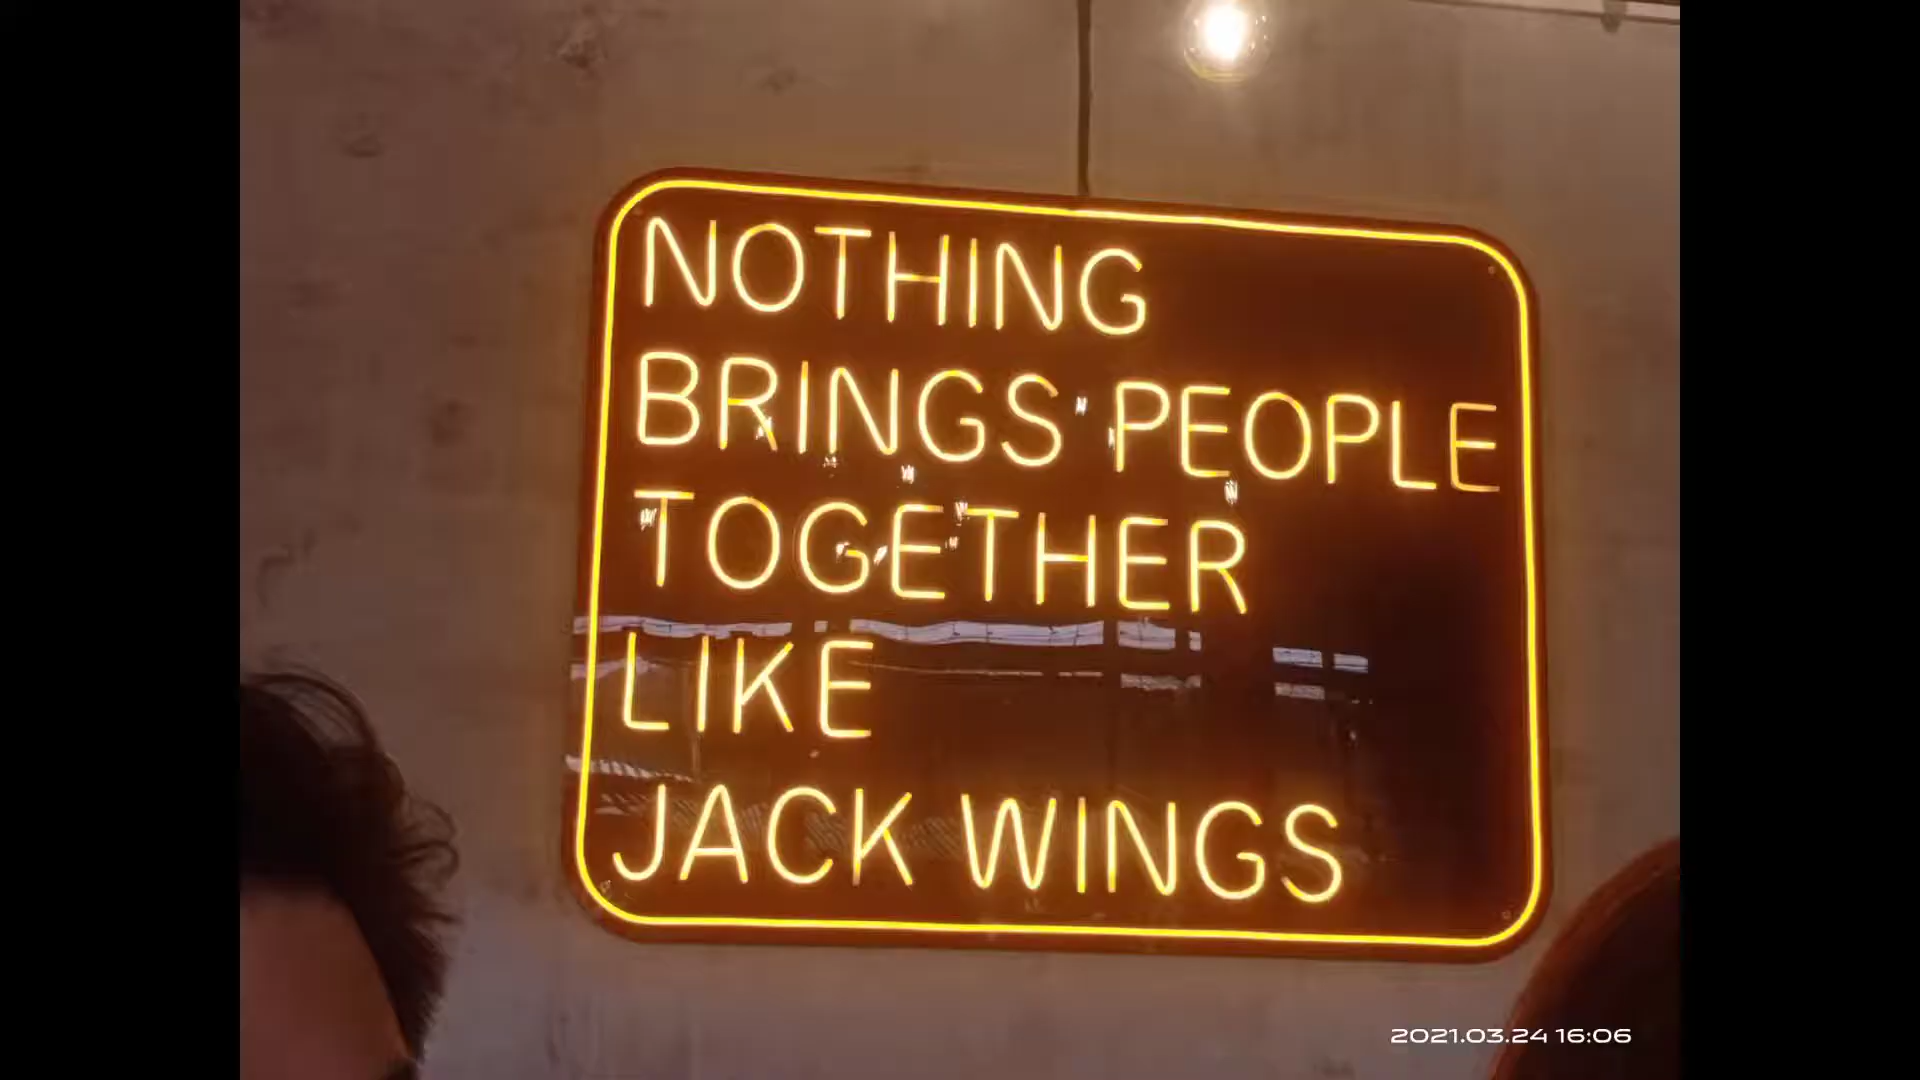 NOTHING
BRINGS PEOPLE
TOGETHER
LIKE
JACK WINGS
2021.03.24 16:06